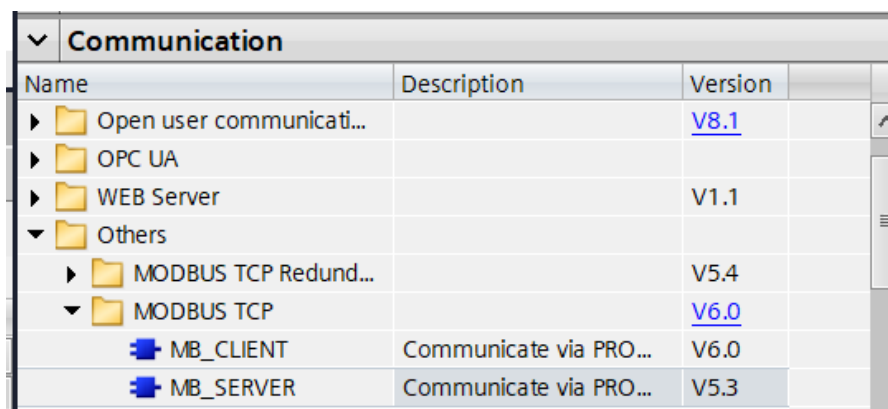 Communication
Name Description Version
Open user communicati... V8.1
OPC UA
WEB Server V1.1
Others
MODBUS TCP Redund... V5.4
MODBUS TCP V6.0
MB_CLIENT Communicate via PRO... V6.0
MB_SERVER Communicate via PRO... V5.3